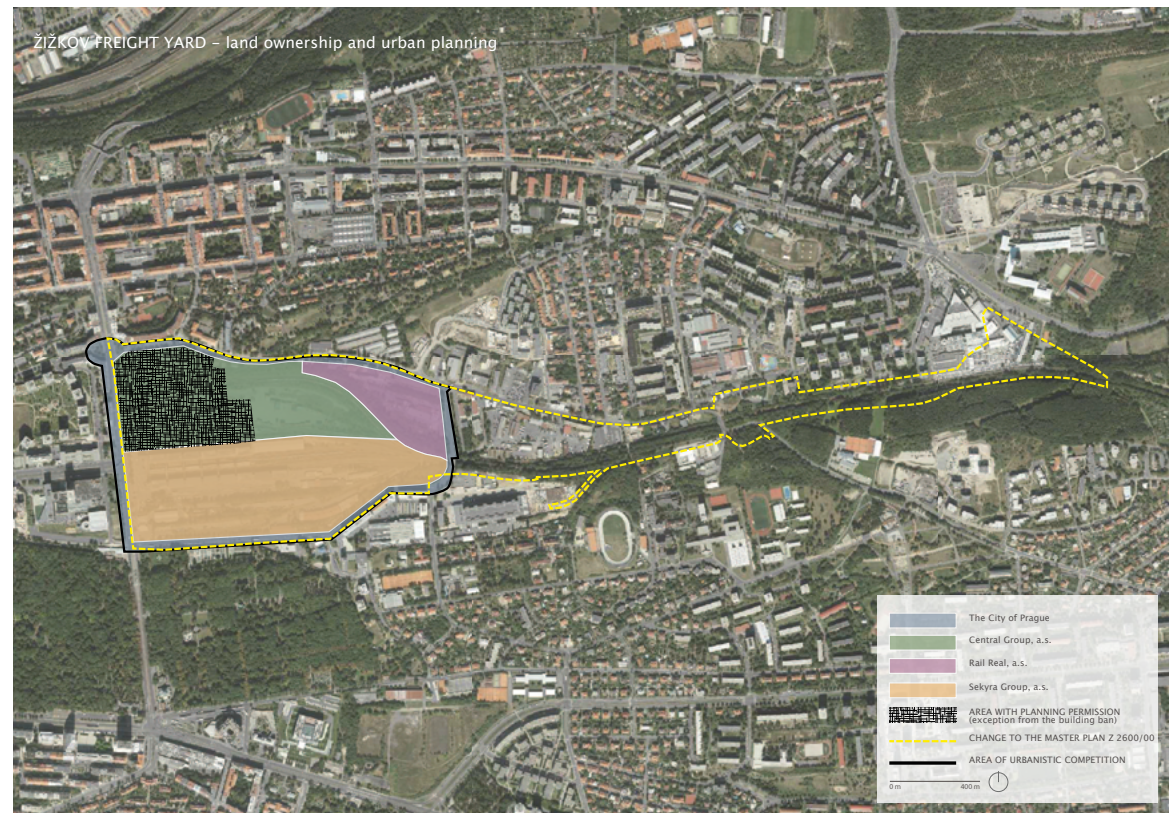 ŽIŽKOV FREIGHT YARD – land ownership and urban planning
The City of Prague
Central Group, a.s.
Rail Real, a.s.
Sekyra Group, a.s.
AREA WITH PLANNING PERMISSION
(exception from the building ban)
CHANGE TO THE MASTER PLAN Z 2600/00
AREA OF URBANISTIC COMPETITION
0 m 400 m